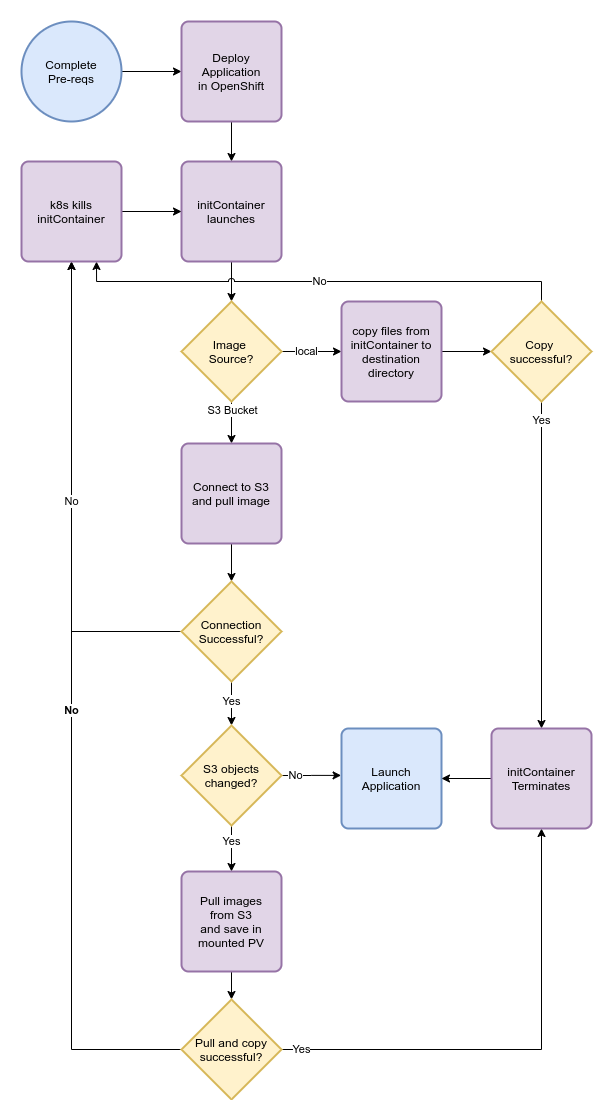 Complete
Pre-reqs
Deploy
Application
in OpenShift
k8s kills
initContainer
initContainer
launches
No
Image
Source?
local
copy files from
initContainer to
destination
directory
Copy
successful?
S3 Bucket
Yes
Connect to S3
and pull image
No
Connection
Successful?
Yes
No
S3 objects
changed?
No
Launch
Application
initContainer
Terminates
Yes
Pull images
from S3
and save in
mounted PV
Pull and copy
successful?
Yes